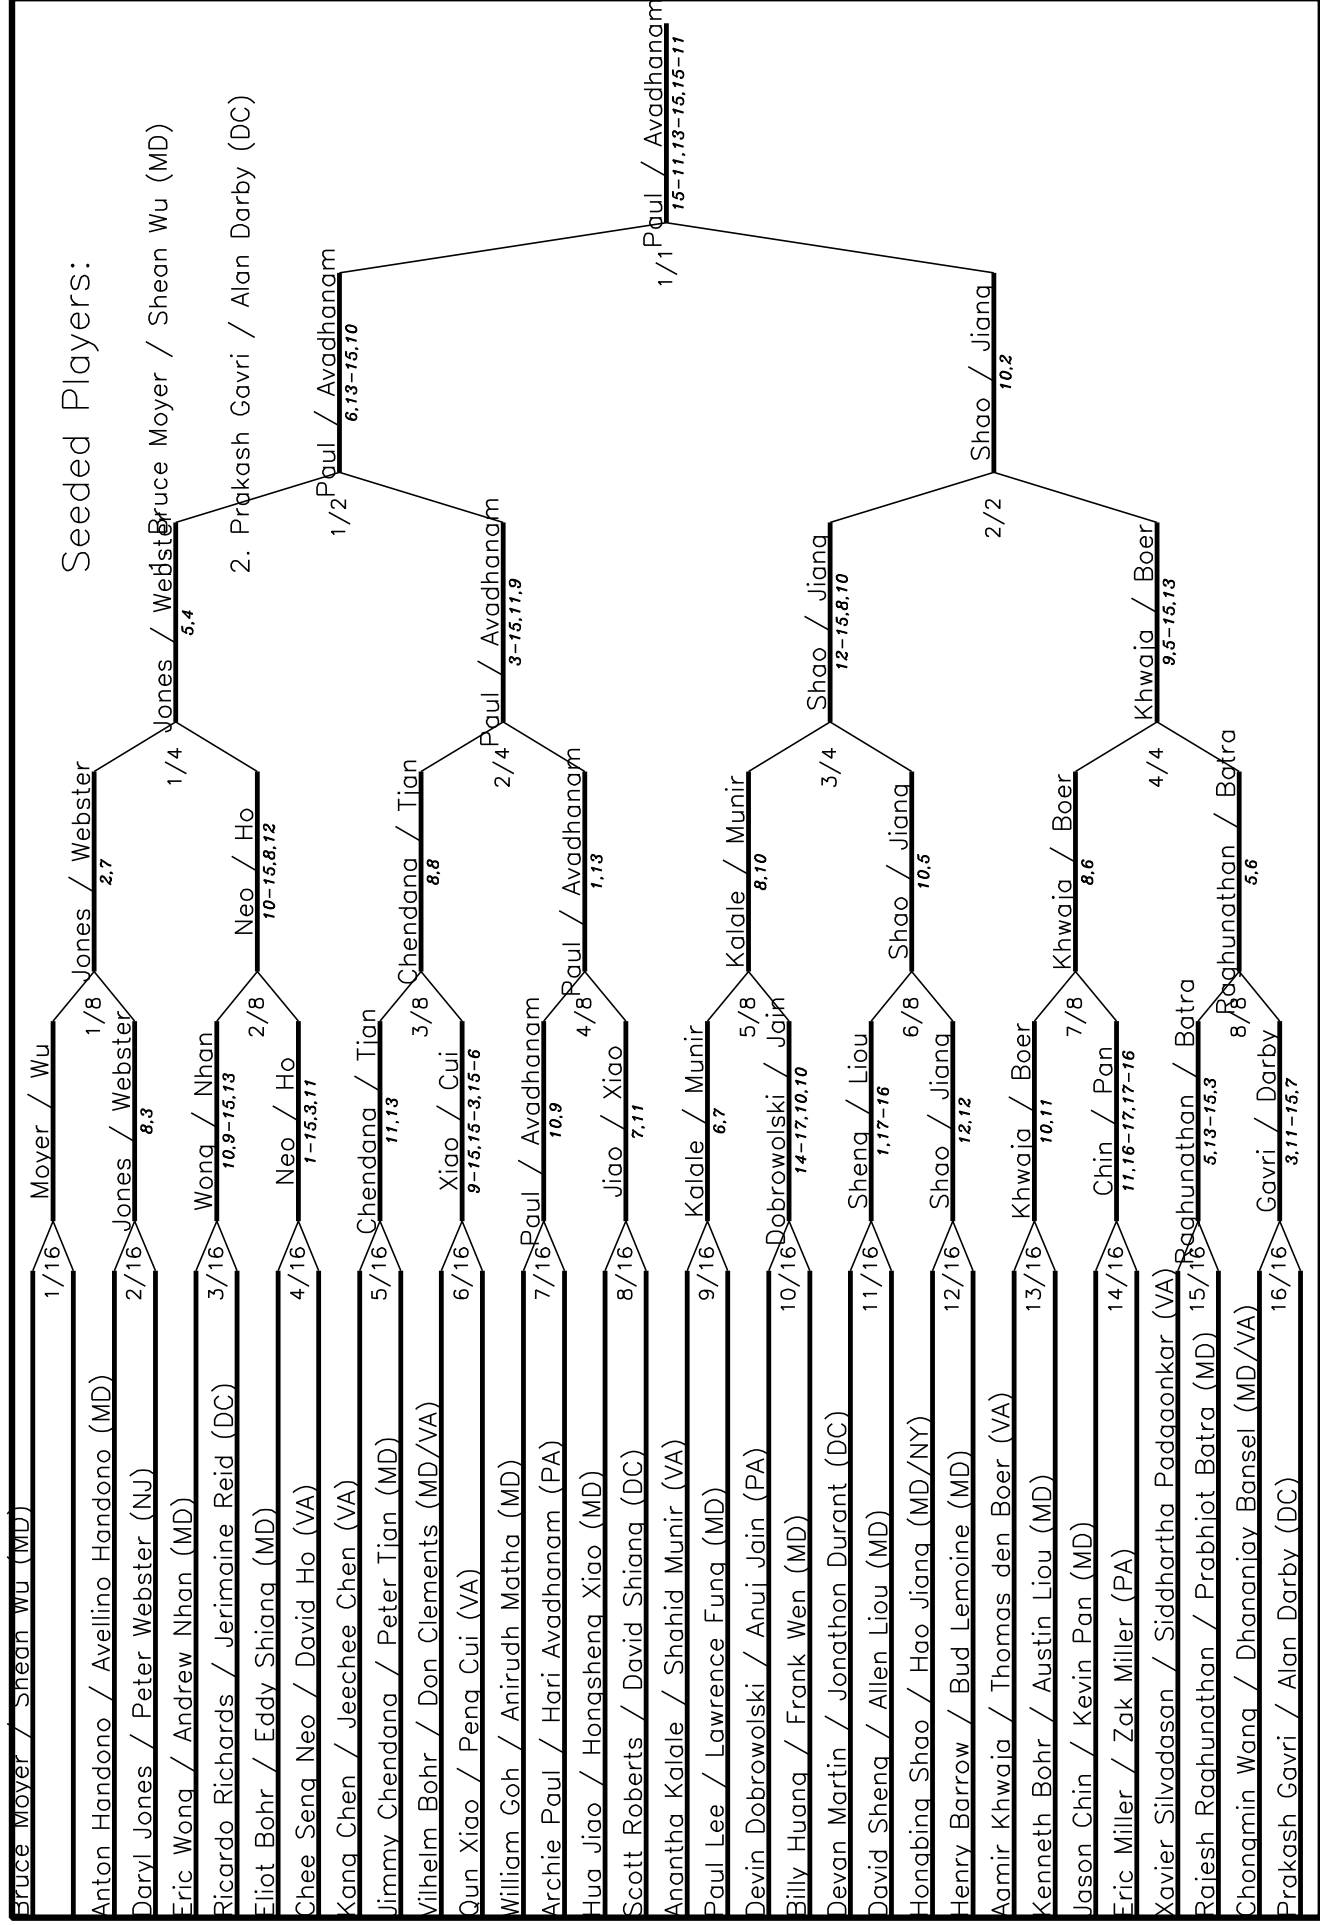 Seeded Players:
1. Bruce Moyer / Shean Wu (MD)
2. Prakash Gavri / Alan Darby (DC)
Bruce Moyer / Shean Wu (MD)
Anton Handono / Avellino Handono (MD)
Daryl Jones / Peter Webster (NJ)
Eric Wong / Andrew Nhan (MD)
Ricardo Richards / Jerimaine Reid (DC)
Eliot Bohr / Eddy Shiang (MD)
Chee Seng Neo / David Ho (VA)
Kang Chen / Jeechee Chen (VA)
Jimmy Chendana / Peter Tian (MD)
Vilhelm Bohr / Don Clements (MD/VA)
Qun Xiao / Peng Cui (VA)
William Goh / Anirudh Matha (MD)
Archie Paul / Hari Avadhanam (PA)
Hua Jiao / Hongsheng Xiao (MD)
Scott Roberts / David Shiang (DC)
Anantha Kalale / Shahid Munir (VA)
Paul Lee / Lawrence Fung (MD)
Devin Dobrowolski / Anuj Jain (PA)
Billy Huang / Frank Wen (MD)
Devan Martin / Jonathon Durant (DC)
David Sheng / Allen Liou (MD)
Hongbing Shao / Hao Jiang (MD/NY)
Henry Barrow / Bud Lemoine (MD)
Aamir Khwaja / Thomas den Boer (VA)
Kenneth Bohr / Austin Liou (MD)
Jason Chin / Kevin Pan (MD)
Eric Miller / Zak Miller (PA)
Xavier Silvadasan / Siddhartha Padgaonkar (VA)
Rajesh Raghunathan / Prabhjot Batra (MD)
Chongmin Wang / Dhananjay Bansel (MD/VA)
Prakash Gavri / Alan Darby (DC)
1/16
2/16
3/16
4/16
5/16
6/16
7/16
8/16
9/16
10/16
11/16
12/16
13/16
14/16
15/16
16/16
Moyer / Wu
Jones / Webster
8,3
Wong / Nhan
10,9-15,13
Neo / Ho
1-15,3,11
Chendana / Tian
11,13
Xiao / Cui
9-15,15-3,15-6
Paul / Avadhanam
10,9
Jiao / Xiao
7,11
Kalale / Munir
6,7
Dobrowolski / Jain
14-17,10,10
Sheng / Liou
1,17-16
Shao / Jiang
12,12
Khwaja / Boer
10,11
Chin / Pan
11,16-17,17-16
Raghunathan / Batra
5,13-15,3
Gavri / Darby
3,11-15,7
1/8
2/8
3/8
4/8
5/8
6/8
7/8
8/8
Jones / Webster
2,7
Neo / Ho
10-15,8,12
Chendana / Tian
8,8
Paul / Avadhanam
1,13
Kalale / Munir
8,10
Shao / Jiang
10,5
Khwaja / Boer
8,6
Raghunathan / Batra
5,6
1/4
2/4
3/4
4/4
Jones / Webster
5,4
Paul / Avadhanam
3-15,11,9
Shao / Jiang
12-15,8,10
Khwaja / Boer
9,5-15,13
1/2
2/2
Paul / Avadhanam
6,13-15,10
Shao / Jiang
10,2
1/1
Paul / Avadhanam
15-11,13-15,15-11